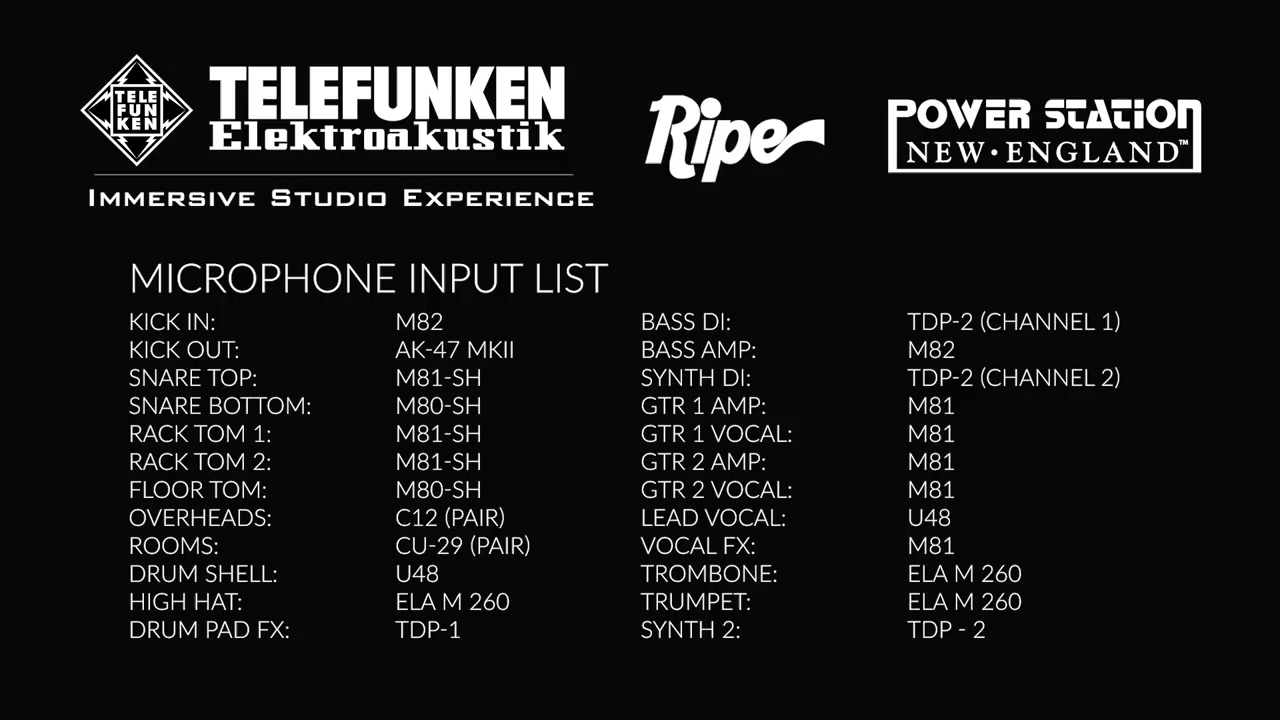 TELE
FUN
KEN
TELEFUNKEN
Elektroakustik
IMMERSIVE STUDIO EXPERIENCE
Ripe
POWER STATION
NEW•ENGLAND™
MICROPHONE INPUT LIST
KICK IN: M82
KICK OUT: AK-47 MKII
SNARE TOP: M81-SH
SNARE BOTTOM: M80-SH
RACK TOM 1: M81-SH
RACK TOM 2: M81-SH
FLOOR TOM: M80-SH
OVERHEADS: C12 (PAIR)
ROOMS: CU-29 (PAIR)
DRUM SHELL: U48
HIGH HAT: ELA M 260
DRUM PAD FX: TDP-1
BASS DI: TDP-2 (CHANNEL 1)
BASS AMP: M82
SYNTH DI: TDP-2 (CHANNEL 2)
GTR 1 AMP: M81
GTR 1 VOCAL: M81
GTR 2 AMP: M81
GTR 2 VOCAL: M81
LEAD VOCAL: U48
VOCAL FX: M81
TROMBONE: ELA M 260
TRUMPET: ELA M 260
SYNTH 2: TDP - 2